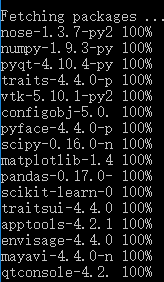 Fetching packages ...
nose-1.3.7-py2 100%
numpy-1.9.3-py 100%
pyqt-4.10.4-py 100%
traits-4.4.0-p 100%
vtk-5.10.1-py2 100%
configobj-5.0. 100%
pyface-4.4.0-p 100%
scipy-0.16.0-n 100%
matplotlib-1.4 100%
pandas-0.17.0- 100%
scikit-learn-0 100%
traitsui-4.4.0 100%
apptools-4.2.1 100%
envisage-4.4.0 100%
mayavi-4.4.0-n 100%
qtconsole-4.2. 100%